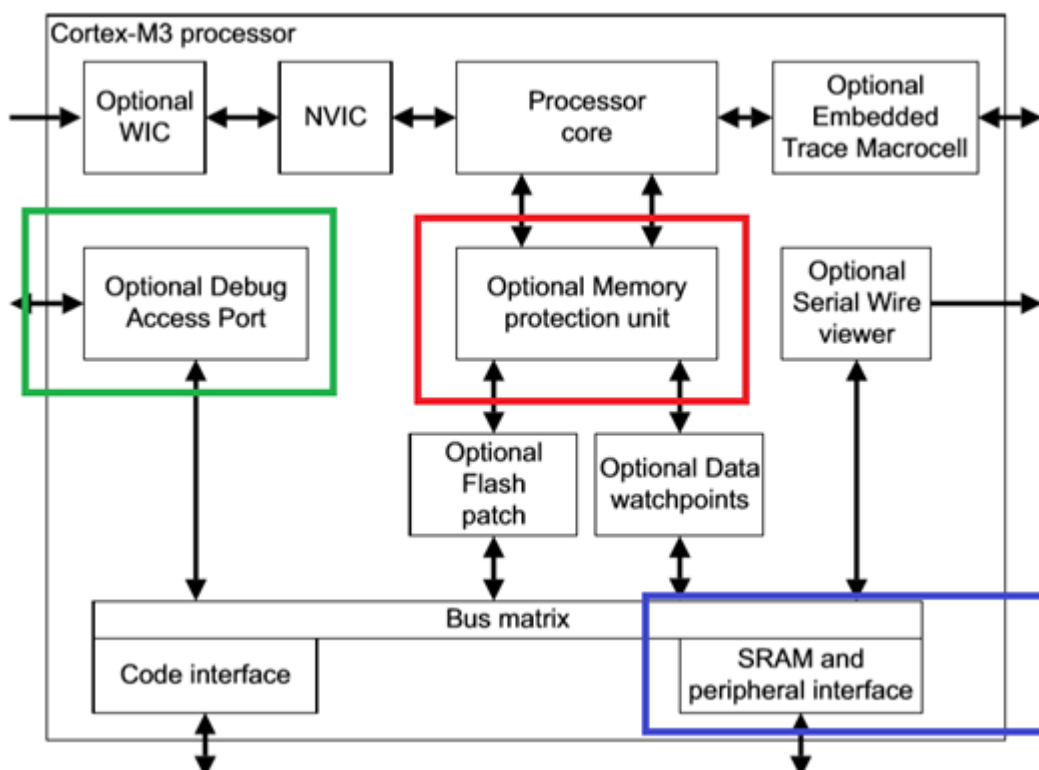 Cortex-M3 processor
Optional
WIC
NVIC
Processor
core
Optional
Embedded
Trace Macrocell
Optional Debug
Access Port
Optional Memory
protection unit
Optional
Serial Wire
viewer
Optional
Flash
patch
Optional Data
watchpoints
Bus matrix
Code interface
SRAM and
peripheral interface